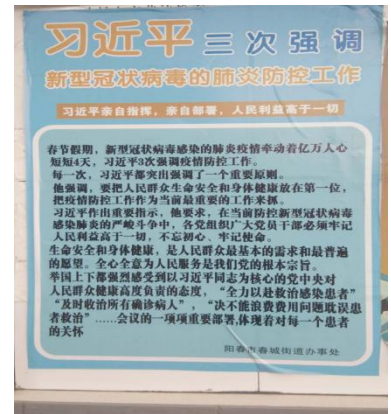 习近平三次强调
新型冠状病毒的肺炎防控工作
习近平亲自指挥，亲自部署，人民利益高于一切
春节假期，新型冠状病毒感染的肺炎疫情牵动着亿万人心
短短4天，习近平3次强调疫情防控工作。
每一次，习近平都突出强调了一个重要原则。
他强调，要把人民群众生命安全和身体健康放在第一位，
把疫情防控工作作为当前最重要的工作来抓。
习近平作出重要指示，他要求，在当前防控新型冠状病毒
感染肺炎的严峻斗争中，各党组织广大党员干部必须牢记
人民利益高于一切，不忘初心、牢记使命。
生命安全和身体健康，是人民群众最基本的需求和最普遍
的愿望。全心全意为人民服务是我们党的根本宗旨。
举国上下都强烈感受到以习近平同志为核心的党中央对
人民群众健康高度负责的态度，“全力以赴救治感染患者”
“及时收治所有确诊病人”，“决不能浪费费用问题耽误患
者救治”……会议的一项项重要部署,体现着对每一个患者
的关怀
阳春市春城街道办事处